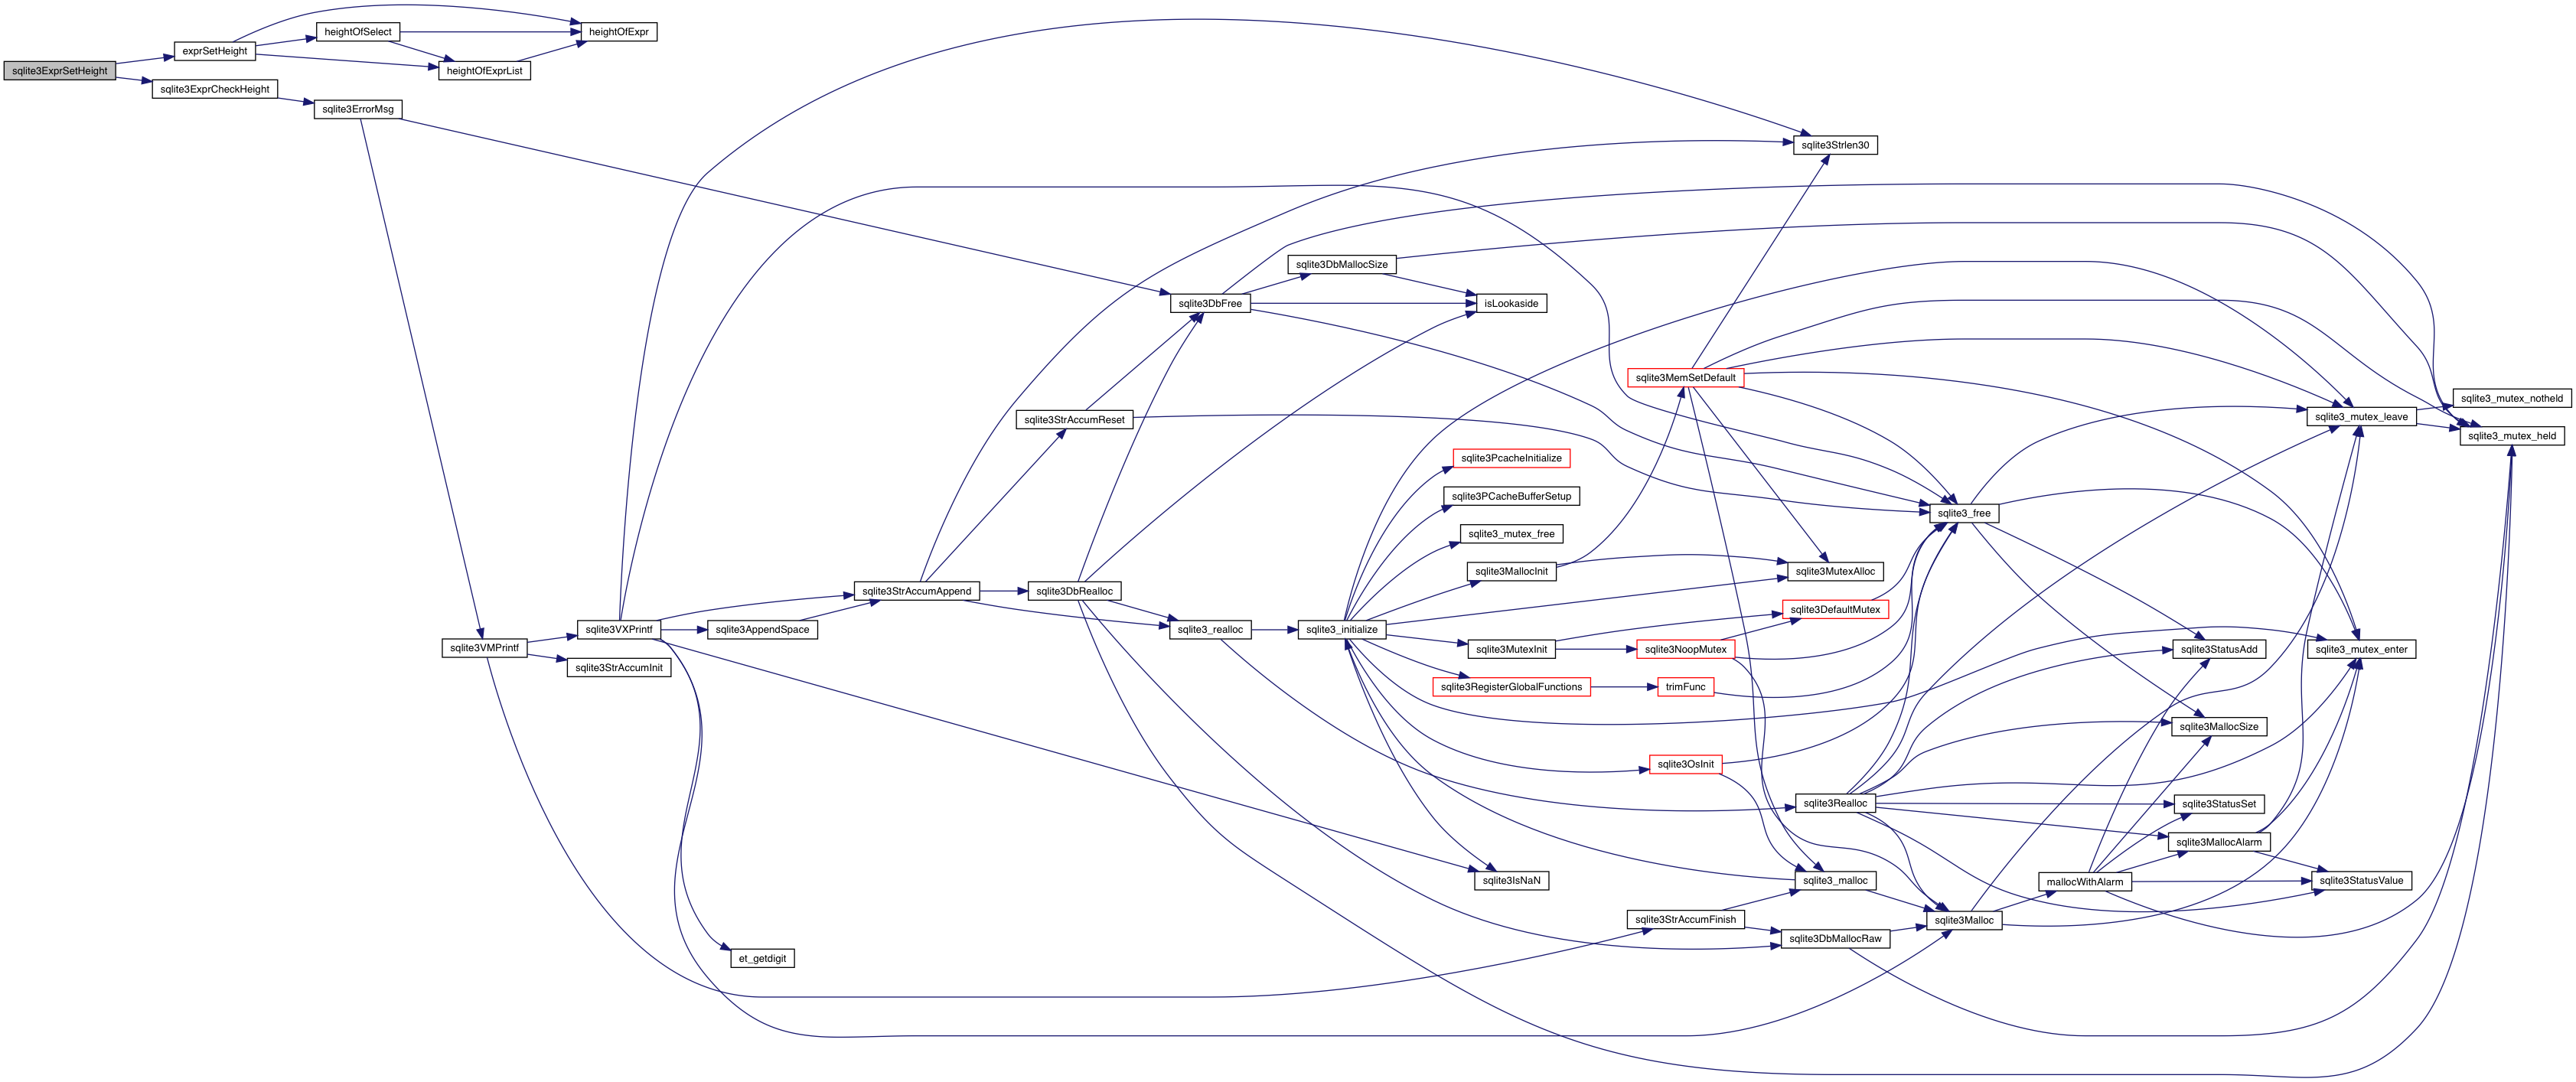 sqlite3ExprSetHeight
exprSetHeight
sqlite3ExprCheckHeight
heightOfSelect
heightOfExprList
heightOfExpr
sqlite3ErrorMsg
sqlite3VMPrintf
sqlite3VXPrintf
sqlite3StrAccumInit
sqlite3AppendSpace
et_getdigit
sqlite3StrAccumAppend
sqlite3StrAccumReset
sqlite3DbRealloc
sqlite3DbFree
sqlite3_realloc
sqlite3DbMallocSize
isLookaside
sqlite3_initialize
sqlite3PcacheInitialize
sqlite3PCacheBufferSetup
sqlite3_mutex_free
sqlite3MallocInit
sqlite3MutexInit
sqlite3RegisterGlobalFunctions
sqlite3IsNaN
sqlite3MemSetDefault
sqlite3NoopMutex
trimFunc
sqlite3OsInit
sqlite3StrAccumFinish
sqlite3Strlen30
sqlite3MutexAlloc
sqlite3DefaultMutex
sqlite3Realloc
sqlite3_malloc
sqlite3DbMallocRaw
sqlite3_free
sqlite3Malloc
mallocWithAlarm
sqlite3StatusAdd
sqlite3MallocSize
sqlite3StatusSet
sqlite3MallocAlarm
sqlite3_mutex_leave
sqlite3_mutex_enter
sqlite3StatusValue
sqlite3_mutex_notheld
sqlite3_mutex_held